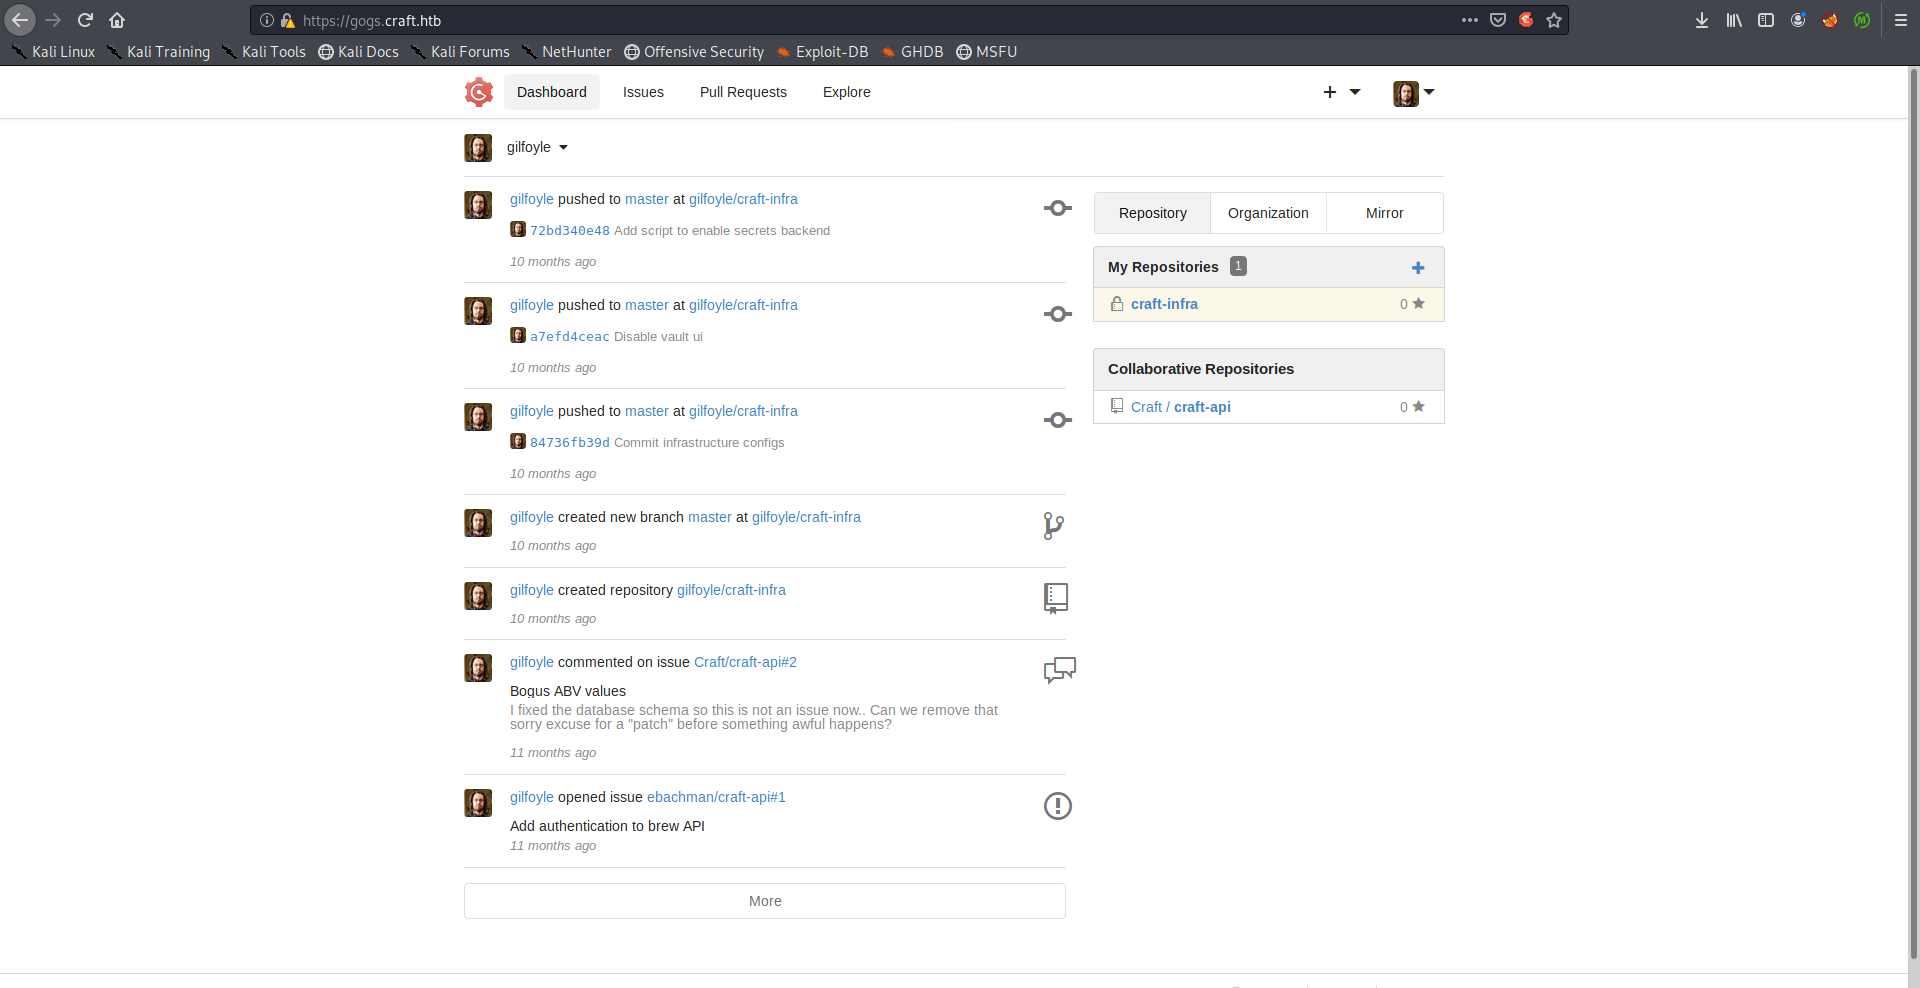 https://gogs.craft.htb
Kali Linux Kali Training Kali Tools Kali Docs Kali Forums NetHunter Offensive Security Exploit-DB GHDB MSFU
Dashboard Issues Pull Requests Explore
gilfoyle
gilfoyle pushed to master at gilfoyle/craft-infra
72bd340e48 Add script to enable secrets backend
10 months ago
gilfoyle pushed to master at gilfoyle/craft-infra
a7efd4ceac Disable vault ui
10 months ago
gilfoyle pushed to master at gilfoyle/craft-infra
84736fb39d Commit infrastructure configs
10 months ago
gilfoyle created new branch master at gilfoyle/craft-infra
10 months ago
gilfoyle created repository gilfoyle/craft-infra
10 months ago
gilfoyle commented on issue Craft/craft-api#2
Bogus ABV values
I fixed the database schema so this is not an issue now.. Can we remove that
sorry excuse for a "patch" before something awful happens?
11 months ago
gilfoyle opened issue ebachman/craft-api#1
Add authentication to brew API
11 months ago
More
Repository Organization Mirror
My Repositories 1
craft-infra 0
Collaborative Repositories
Craft / craft-api 0